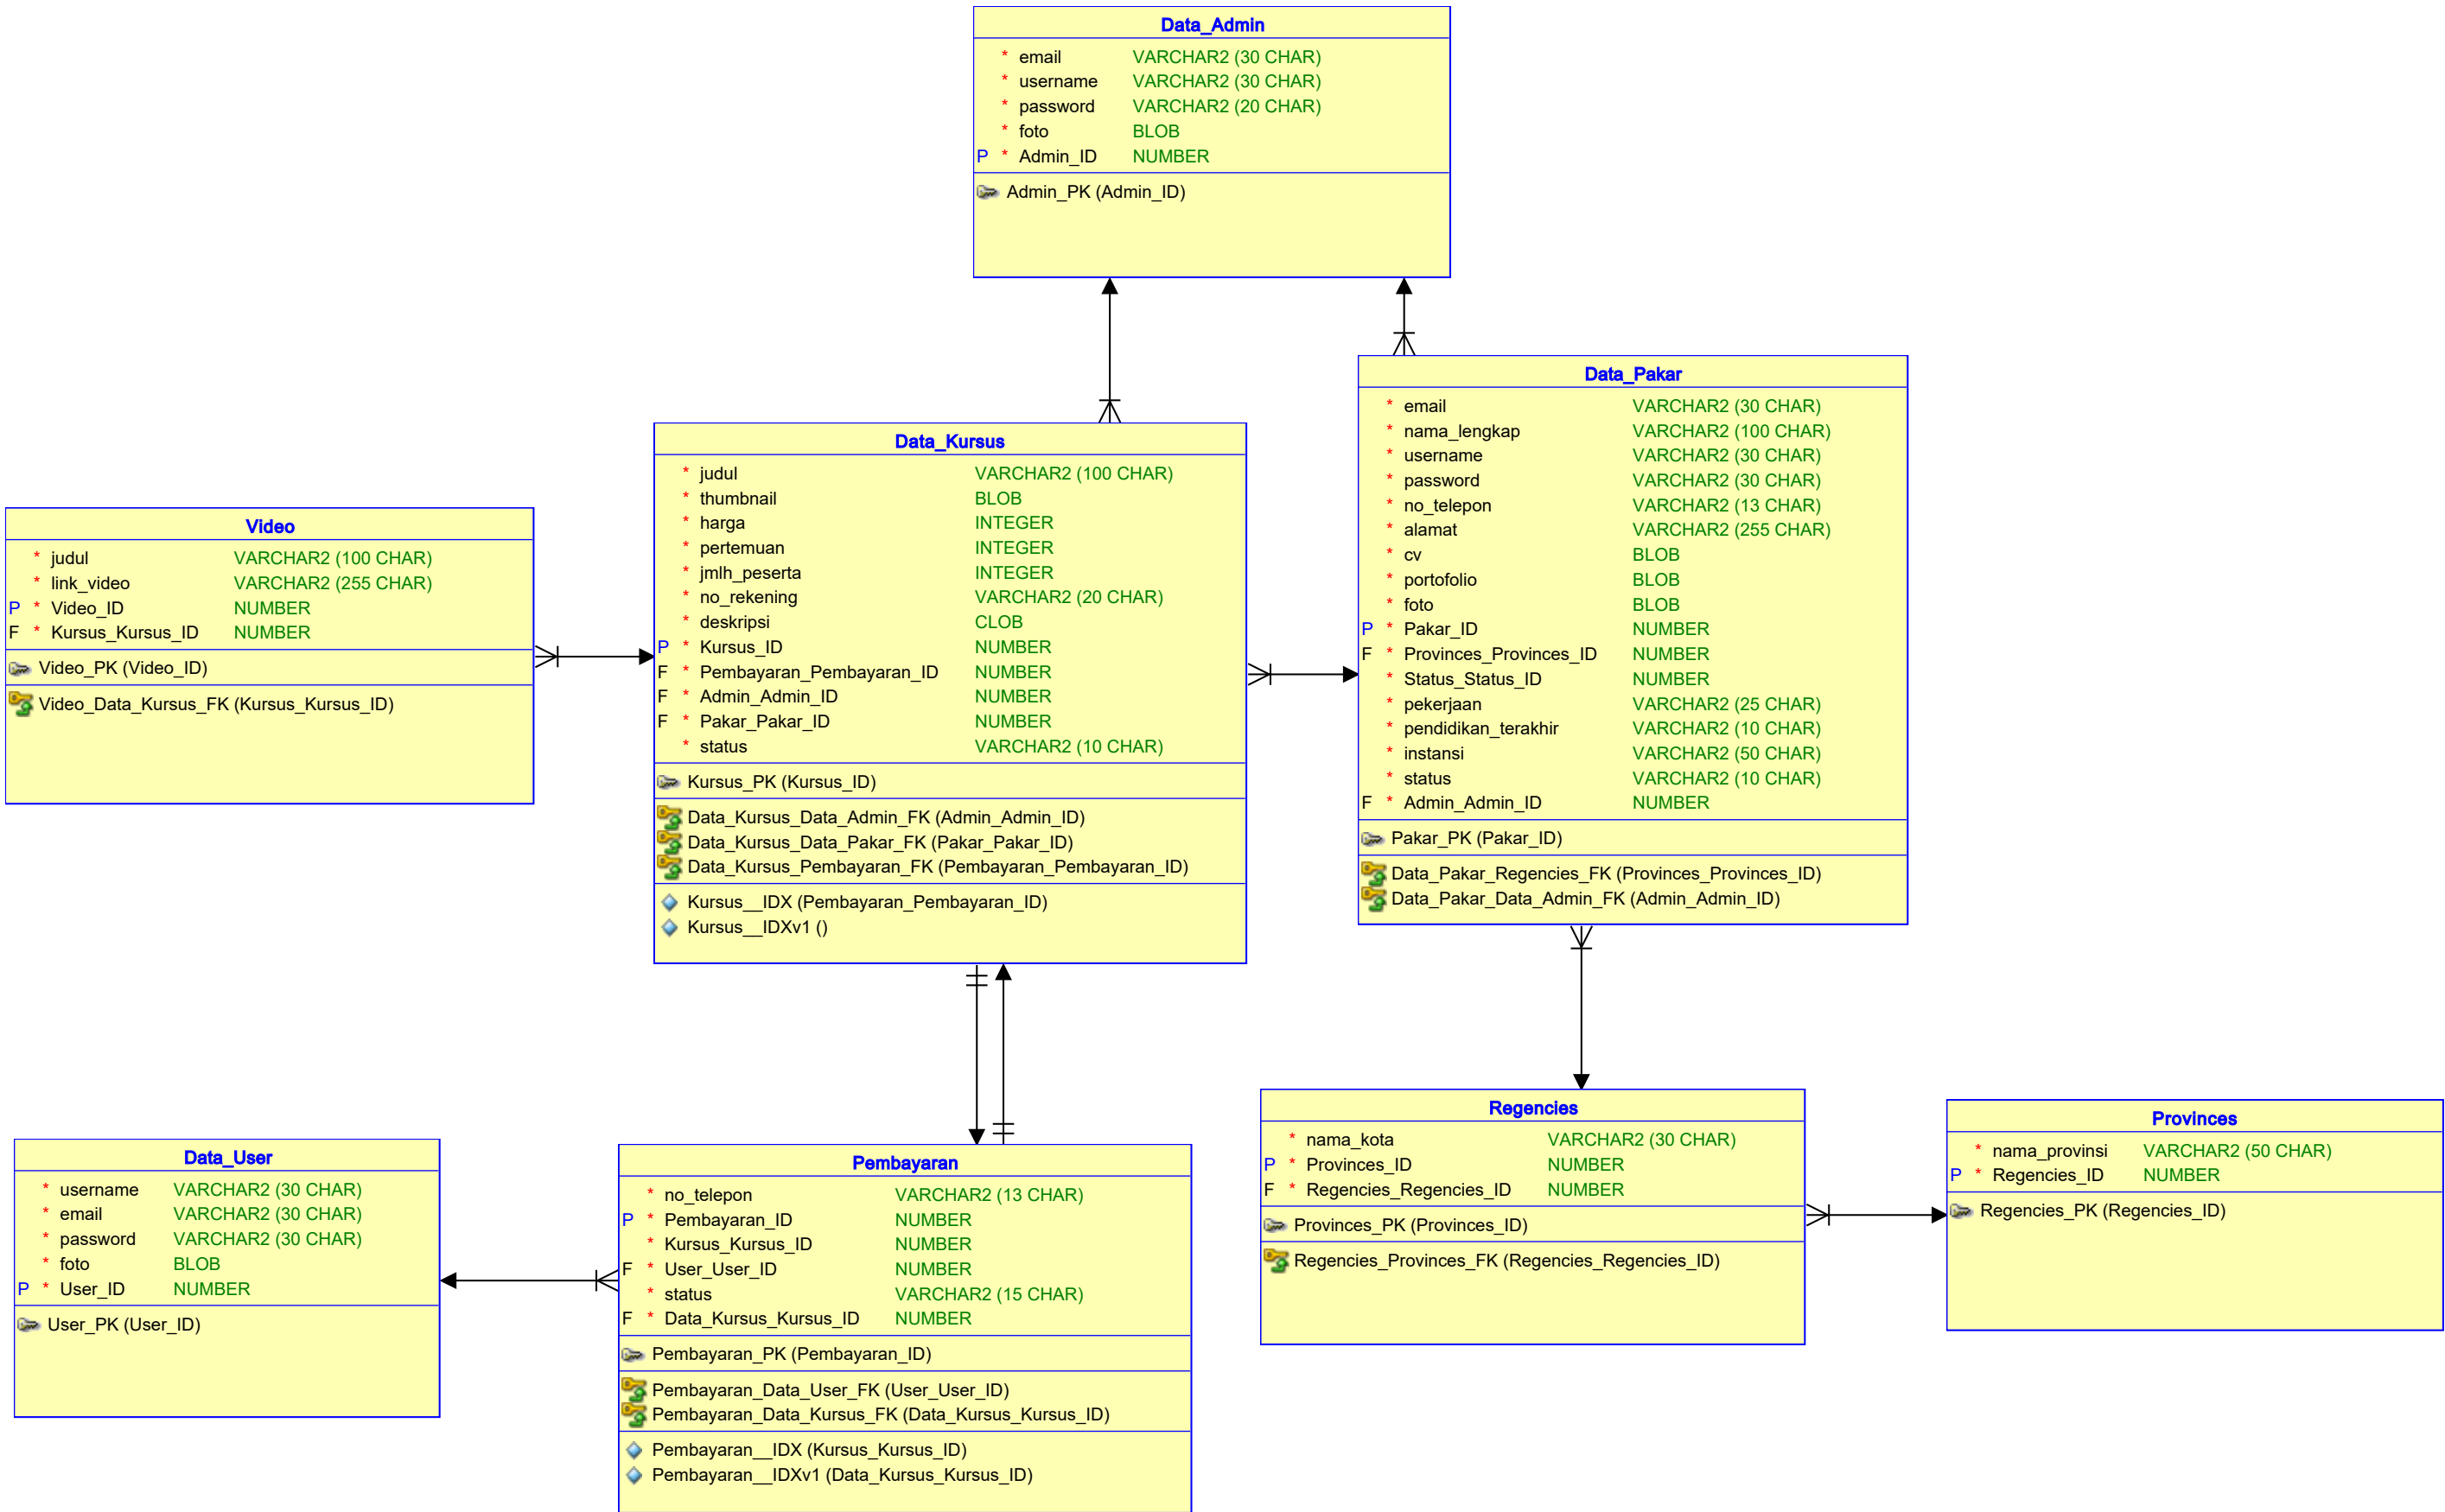 Data_Admin
* email VARCHAR2 (30 CHAR)
* username VARCHAR2 (30 CHAR)
* password VARCHAR2 (20 CHAR)
* foto BLOB
P * Admin_ID NUMBER
Admin_PK (Admin_ID)
Data_Pakar
* email VARCHAR2 (30 CHAR)
* nama_lengkap VARCHAR2 (100 CHAR)
* username VARCHAR2 (30 CHAR)
* password VARCHAR2 (30 CHAR)
* no_telepon VARCHAR2 (13 CHAR)
* alamat VARCHAR2 (255 CHAR)
* cv BLOB
* portofolio BLOB
* foto BLOB
P * Pakar_ID NUMBER
F * Provinces_Provinces_ID NUMBER
* Status_Status_ID NUMBER
* pekerjaan VARCHAR2 (25 CHAR)
* pendidikan_terakhir VARCHAR2 (10 CHAR)
* instansi VARCHAR2 (50 CHAR)
* status VARCHAR2 (10 CHAR)
F * Admin_Admin_ID NUMBER
Pakar_PK (Pakar_ID)
Data_Pakar_Regencies_FK (Provinces_Provinces_ID)
Data_Pakar_Data_Admin_FK (Admin_Admin_ID)
Data_Kursus
* judul VARCHAR2 (100 CHAR)
* thumbnail BLOB
* harga INTEGER
* pertemuan INTEGER
* jmlh_peserta INTEGER
* no_rekening VARCHAR2 (20 CHAR)
* deskripsi CLOB
P * Kursus_ID NUMBER
F * Pembayaran_Pembayaran_ID NUMBER
F * Admin_Admin_ID NUMBER
F * Pakar_Pakar_ID NUMBER
* status VARCHAR2 (10 CHAR)
Kursus_PK (Kursus_ID)
Data_Kursus_Data_Admin_FK (Admin_Admin_ID)
Data_Kursus_Data_Pakar_FK (Pakar_Pakar_ID)
Data_Kursus_Pembayaran_FK (Pembayaran_Pembayaran_ID)
Kursus__IDX (Pembayaran_Pembayaran_ID)
Kursus__IDXv1 ()
Video
* judul VARCHAR2 (100 CHAR)
* link_video VARCHAR2 (255 CHAR)
P * Video_ID NUMBER
F * Kursus_Kursus_ID NUMBER
Video_PK (Video_ID)
Video_Data_Kursus_FK (Kursus_Kursus_ID)
Data_User
* username VARCHAR2 (30 CHAR)
* email VARCHAR2 (30 CHAR)
* password VARCHAR2 (30 CHAR)
* foto BLOB
P * User_ID NUMBER
User_PK (User_ID)
Pembayaran
* no_telepon VARCHAR2 (13 CHAR)
P * Pembayaran_ID NUMBER
* Kursus_Kursus_ID NUMBER
F * User_User_ID NUMBER
* status VARCHAR2 (15 CHAR)
F * Data_Kursus_Kursus_ID NUMBER
Pembayaran_PK (Pembayaran_ID)
Pembayaran_Data_User_FK (User_User_ID)
Pembayaran_Data_Kursus_FK (Data_Kursus_Kursus_ID)
Pembayaran__IDX (Kursus_Kursus_ID)
Pembayaran__IDXv1 (Data_Kursus_Kursus_ID)
Regencies
* nama_kota VARCHAR2 (30 CHAR)
P * Provinces_ID NUMBER
F * Regencies_Regencies_ID NUMBER
Provinces_PK (Provinces_ID)
Regencies_Provinces_FK (Regencies_Regencies_ID)
Provinces
* nama_provinsi VARCHAR2 (50 CHAR)
P * Regencies_ID NUMBER
Regencies_PK (Regencies_ID)